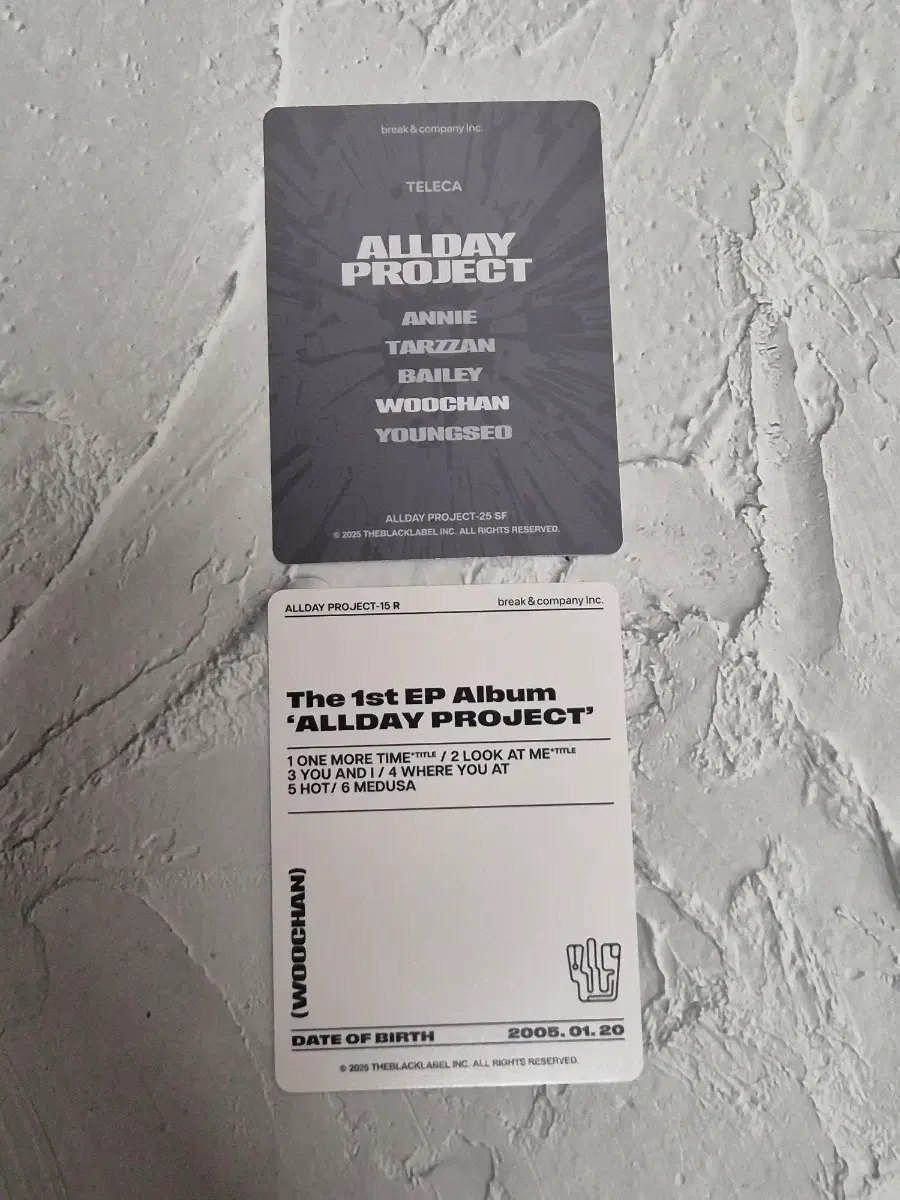 break & company Inc.
TELECA
ALLDAY
PROJECT
ANNIE
TARZZAN
BAILEY
WOOCHAN
YOUNGSEO
ALLDAY PROJECT-25 SF
© 2025 THEBLACKLABEL INC. ALL RIGHTS RESERVED.
ALLDAY PROJECT-15 R
break & company Inc.
The 1st EP Album
‘ALLDAY PROJECT’
1 ONE MORE TIME*TITLE / 2 LOOK AT ME*TITLE
3 YOU AND I / 4 WHERE YOU AT
5 HOT/ 6 MEDUSA
(WOOCHAN)
DATE OF BIRTH 2005. 01. 20
© 2025 THEBLACKLABEL INC. ALL RIGHTS RESERVED.